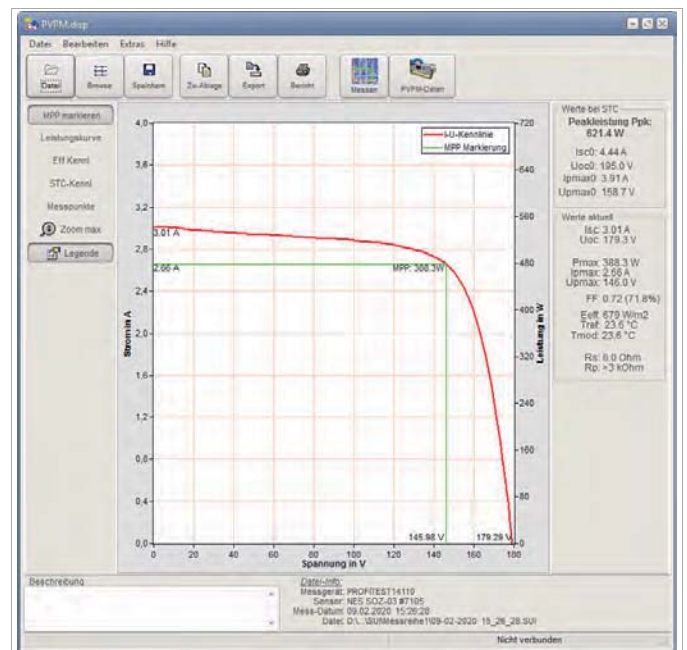 PVPM.disp
Datei Bearbeiten Extras Hilfe
Datei Browse Speichern Zw-Ablage Export Bericht Messen PVPM-Daten
MPP markieren
Leistungskurve
Eff.Kennl
STC-Kennl
Messpunkte
Zoom max
Legende
I-U-Kennlinie
MPP Markierung
4,0
3,6
3,2
2,8
2,4
2,0
1,6
1,2
0,8
0,4
0,0
Strom in A
3.01 A
2.66 A
MPP: 388.3W
145.98 V
179.29 V
720
640
560
480
400
320
240
160
80
0
Leistung in W
0 20 40 60 80 100 120 140 160 180
Spannung in V
Werte bei STC
Peakleistung Ppk:
621.4 W
Isc0: 4.44 A
Uoc0: 195.0 V
Ipmax0: 3.91 A
Upmax0: 158.7 V
Werte aktuell
Isc: 3.01 A
Uoc: 179.3 V
Pmax: 388.3 W
Ipmax: 2.66 A
Upmax: 146.0 V
FF: 0.72 (71.8%)
Eeff: 679 W/m2
Tref: 23.6 °C
Tmod: 23.6 °C
Rs: 6.0 Ohm
Rp: >3 kOhm
Beschreibung
Datei-Info:
Messgerät: PROFITEST14110
Sensor: NES SOZ-03 #7105
Mess-Datum: 09.02.2020 15:26:28
Datei: D:\...\SUI\Messreihe1\09-02-2020 15_26_28.SUI
Nicht verbunden